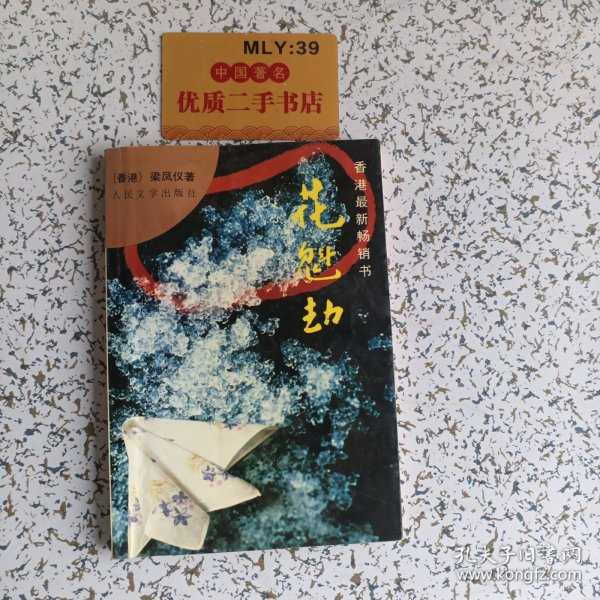 MLY:39
中国著名
优质二手书店
(香港) 梁凤仪著
人民文学出版社
香港最新畅销书
花魁劫
孔夫子旧书网
www.kongfz.com